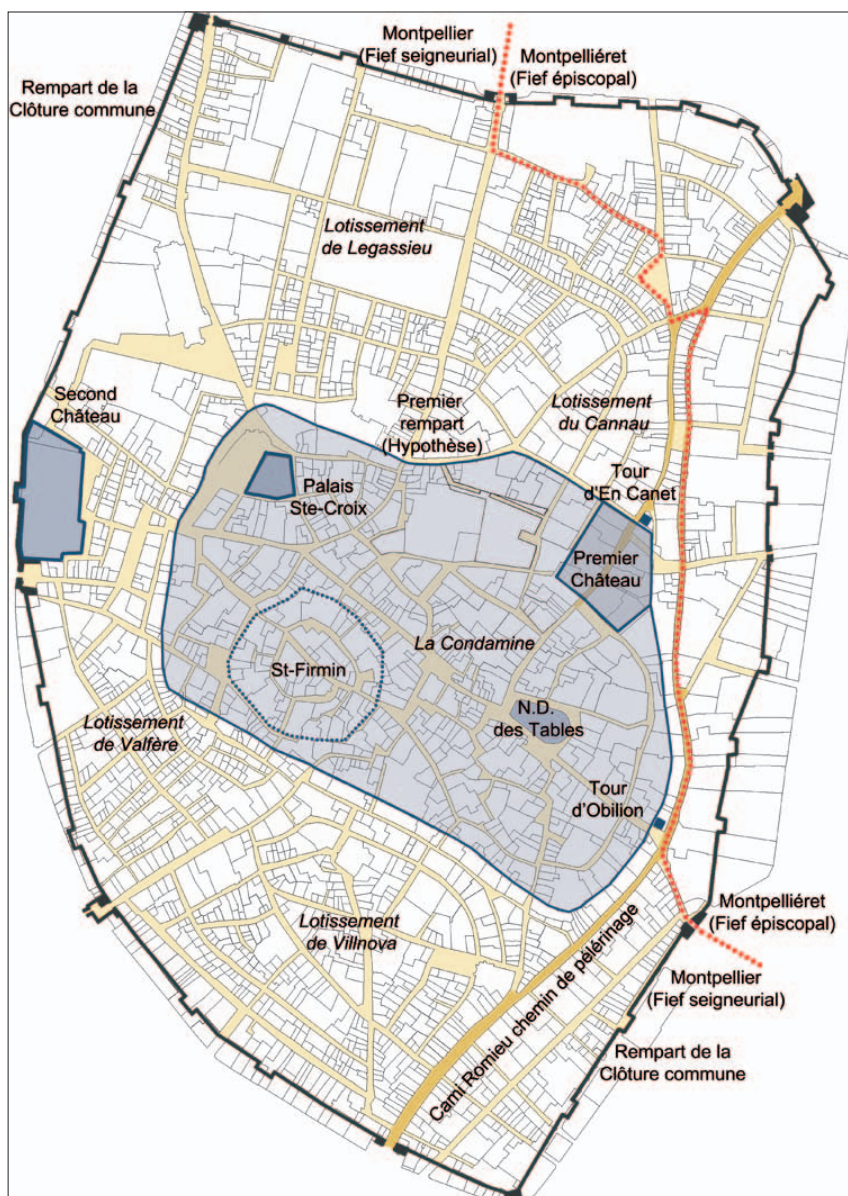 Montpellier
(Fief seigneurial)
Montpelliéret
(Fief épiscopal)
Rempart de la
Clôture commune
Lotissement
de Legassieu
Second
Château
Premier
rempart
(Hypothèse)
Lotissement
du Cannau
Tour
d'En Canet
Palais
Ste-Croix
Premier
Château
La Condamine
St-Firmin
N.D.
des Tables
Lotissement
de Valfère
Tour
d'Obilion
Lotissement
de Villnova
Montpelliéret
(Fief épiscopal)
Montpellier
(Fief seigneurial)
Cami Romieu chemin de pélérinage
Rempart de la
Clôture commune